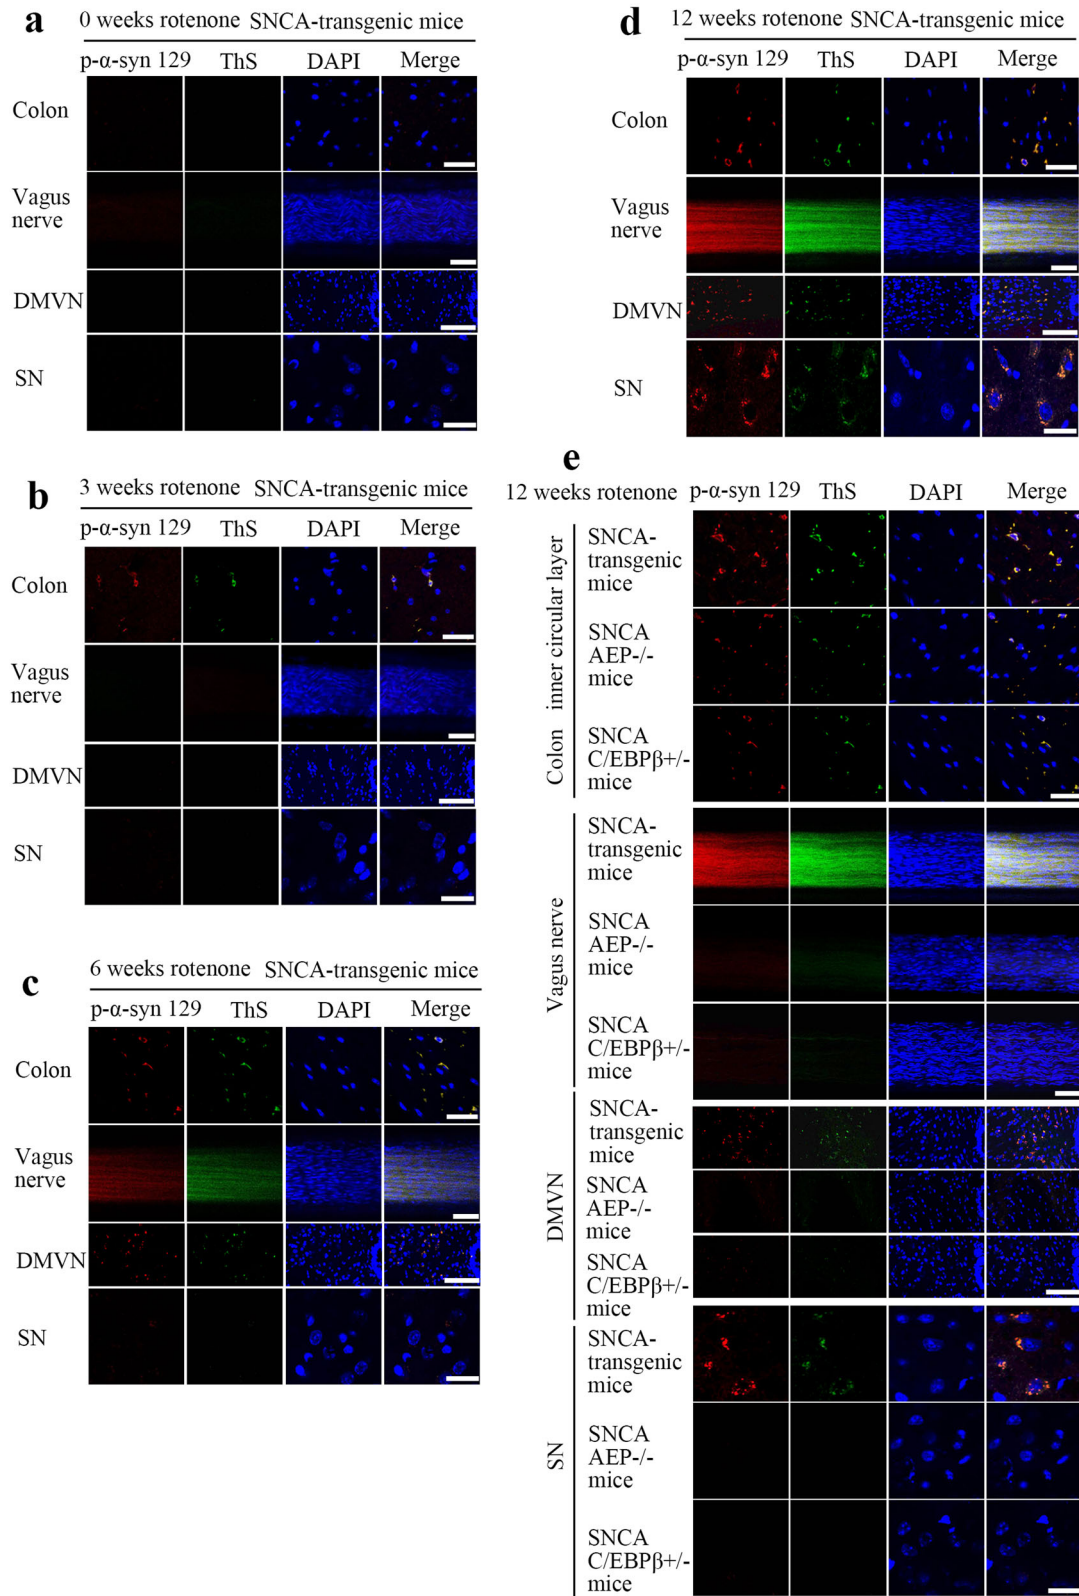 a
0 weeks rotenone SNCA-transgenic mice
p-α-syn 129 ThS DAPI Merge
Colon
Vagus
nerve
DMVN
SN
b
3 weeks rotenone SNCA-transgenic mice
p-α-syn 129 ThS DAPI Merge
Colon
Vagus
nerve
DMVN
SN
c
6 weeks rotenone SNCA-transgenic mice
p-α-syn 129 ThS DAPI Merge
Colon
Vagus
nerve
DMVN
SN
d
12 weeks rotenone SNCA-transgenic mice
p-α-syn 129 ThS DAPI Merge
Colon
Vagus
nerve
DMVN
SN
e
12 weeks rotenone p-α-syn 129 ThS DAPI Merge
Colon inner circular layer
SNCA-
transgenic
mice
SNCA
AEP-/-
mice
SNCA
C/EBPβ+/-
mice
Vagus nerve
SNCA-
transgenic
mice
SNCA
AEP-/-
mice
SNCA
C/EBPβ+/-
mice
DMVN
SNCA-
transgenic
mice
SNCA
AEP-/-
mice
SNCA
C/EBPβ+/-
mice
SN
SNCA-
transgenic
mice
SNCA
AEP-/-
mice
SNCA
C/EBPβ+/-
mice